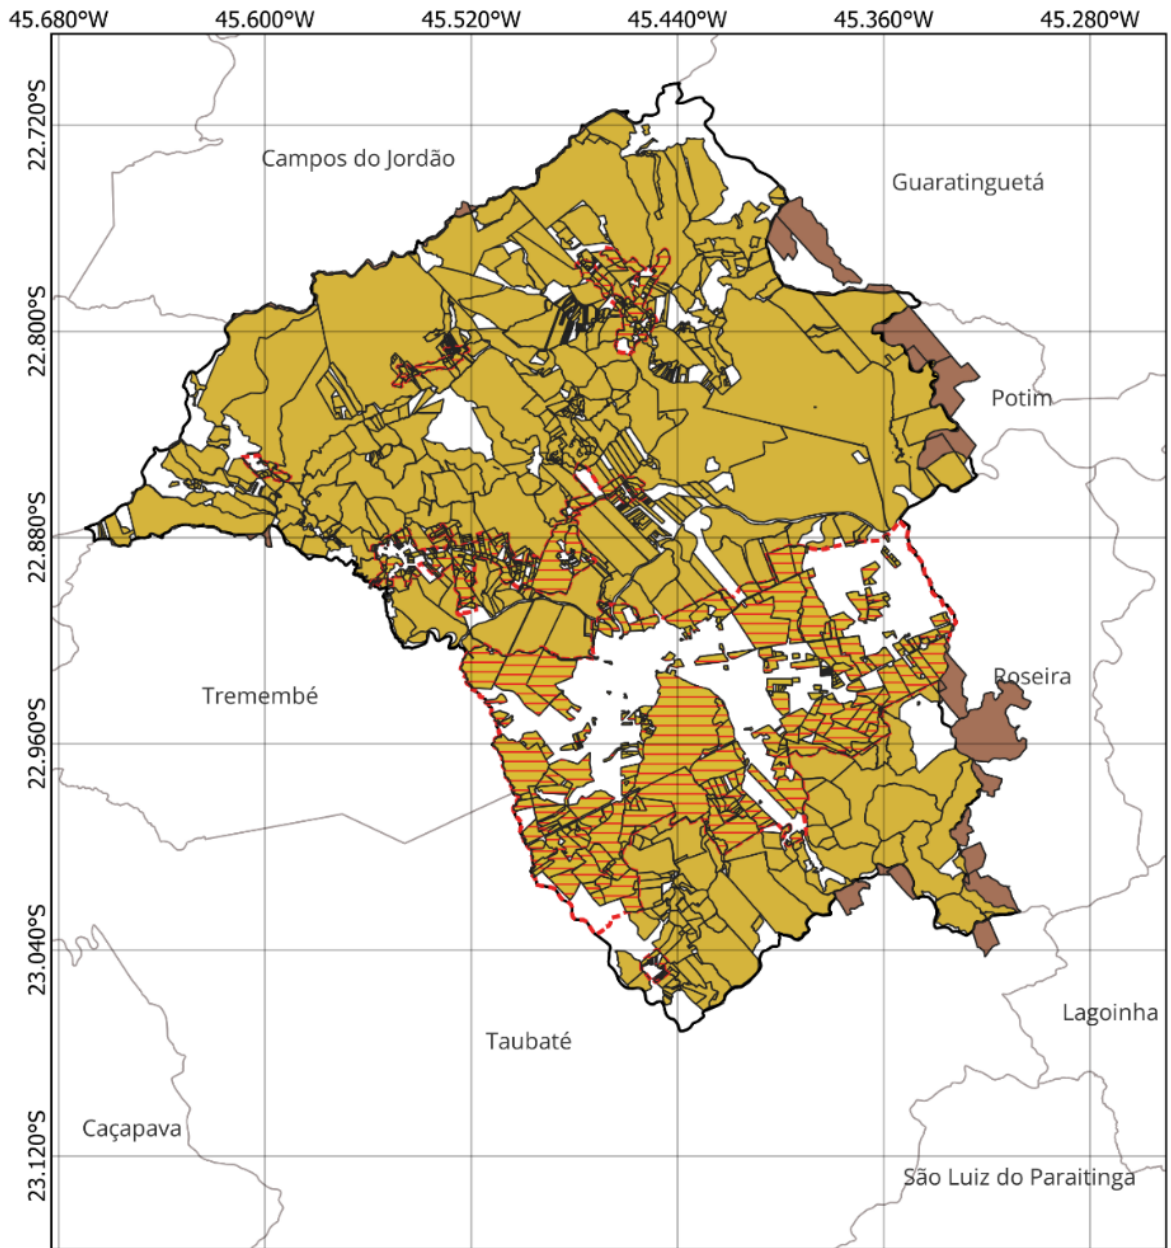 45.680°W 45.600°W 45.520°W 45.440°W 45.360°W 45.280°W
22.720°S
Campos do Jordão
Guaratinguetá
22.800°S
Potim
22.880°S
Roseira
Tremembé
22.960°S
23.040°S
Lagoinha
Taubaté
Caçapava
23.120°S
São Luiz do Paraitinga